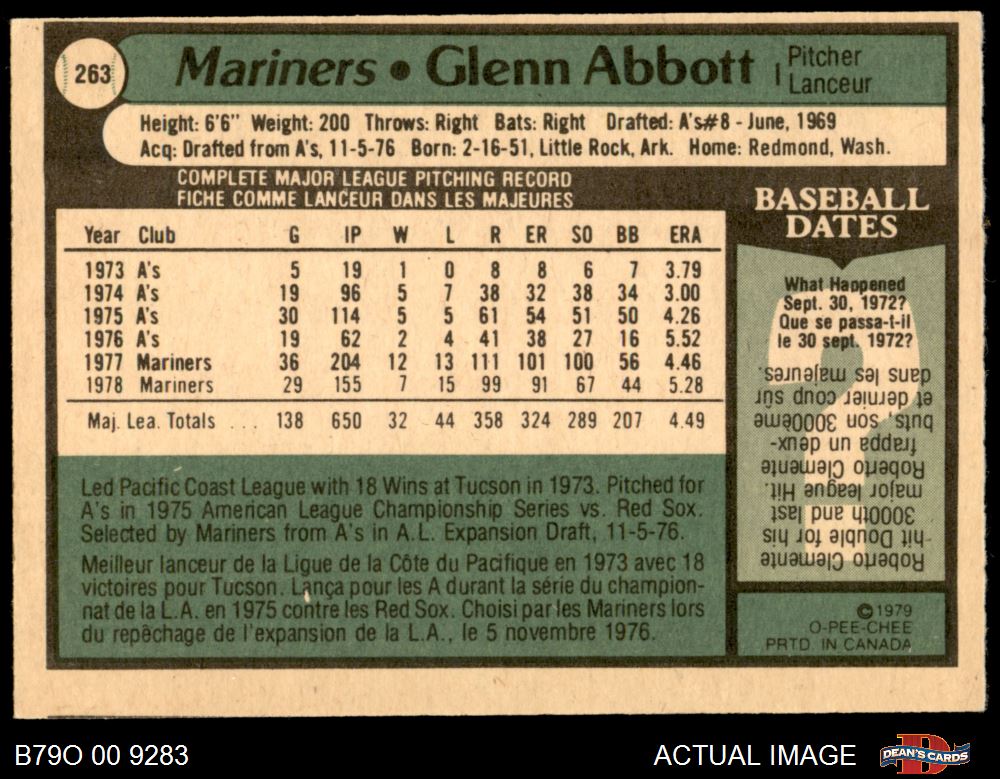 263
Mariners • Glenn Abbott
Pitcher
Lanceur
Height: 6'6" Weight: 200 Throws: Right Bats: Right Drafted: A's#8 - June, 1969
Acq: Drafted from A's, 11-5-76 Born: 2-16-51, Little Rock, Ark. Home: Redmond, Wash.
COMPLETE MAJOR LEAGUE PITCHING RECORD
FICHE COMME LANCEUR DANS LES MAJEURES
Year Club G IP W L R ER SO BB ERA
1973 A's 5 19 1 0 8 8 6 7 3.79
1974 A's 19 96 5 7 38 32 38 34 3.00
1975 A's 30 114 5 5 61 54 51 50 4.26
1976 A's 19 62 2 4 41 38 27 16 5.52
1977 Mariners 36 204 12 13 111 101 100 56 4.46
1978 Mariners 29 155 7 15 99 91 67 44 5.28
Maj. Lea. Totals ... 138 650 32 44 358 324 289 207 4.49
Led Pacific Coast League with 18 Wins at Tucson in 1973. Pitched for
A's in 1975 American League Championship Series vs. Red Sox.
Selected by Mariners from A's in A.L. Expansion Draft, 11-5-76.
Meilleur lanceur de la Ligue de la Côte du Pacifique en 1973 avec 18
victoires pour Tucson. Lança pour les A durant la série du champion-
nat de la L.A. en 1975 contre les Red Sox. Choisi par les Mariners lors
du repêchage de l'expansion de la L.A., le 5 novembre 1976.
BASEBALL
DATES
What Happened
Sept. 30, 1972?
Que se passa-t-il
le 30 sept. 1972?
Roberto Clemente
hit Double for his
3000th and last
major league Hit.
Roberto Clemente
frappa un deux-
buts, son 3000ème
et dernier coup sûr
dans les majeures.
©1979
O-PEE-CHEE
PRTD. IN CANADA
B79O 00 9283
ACTUAL IMAGE
DEAN'S CARDS